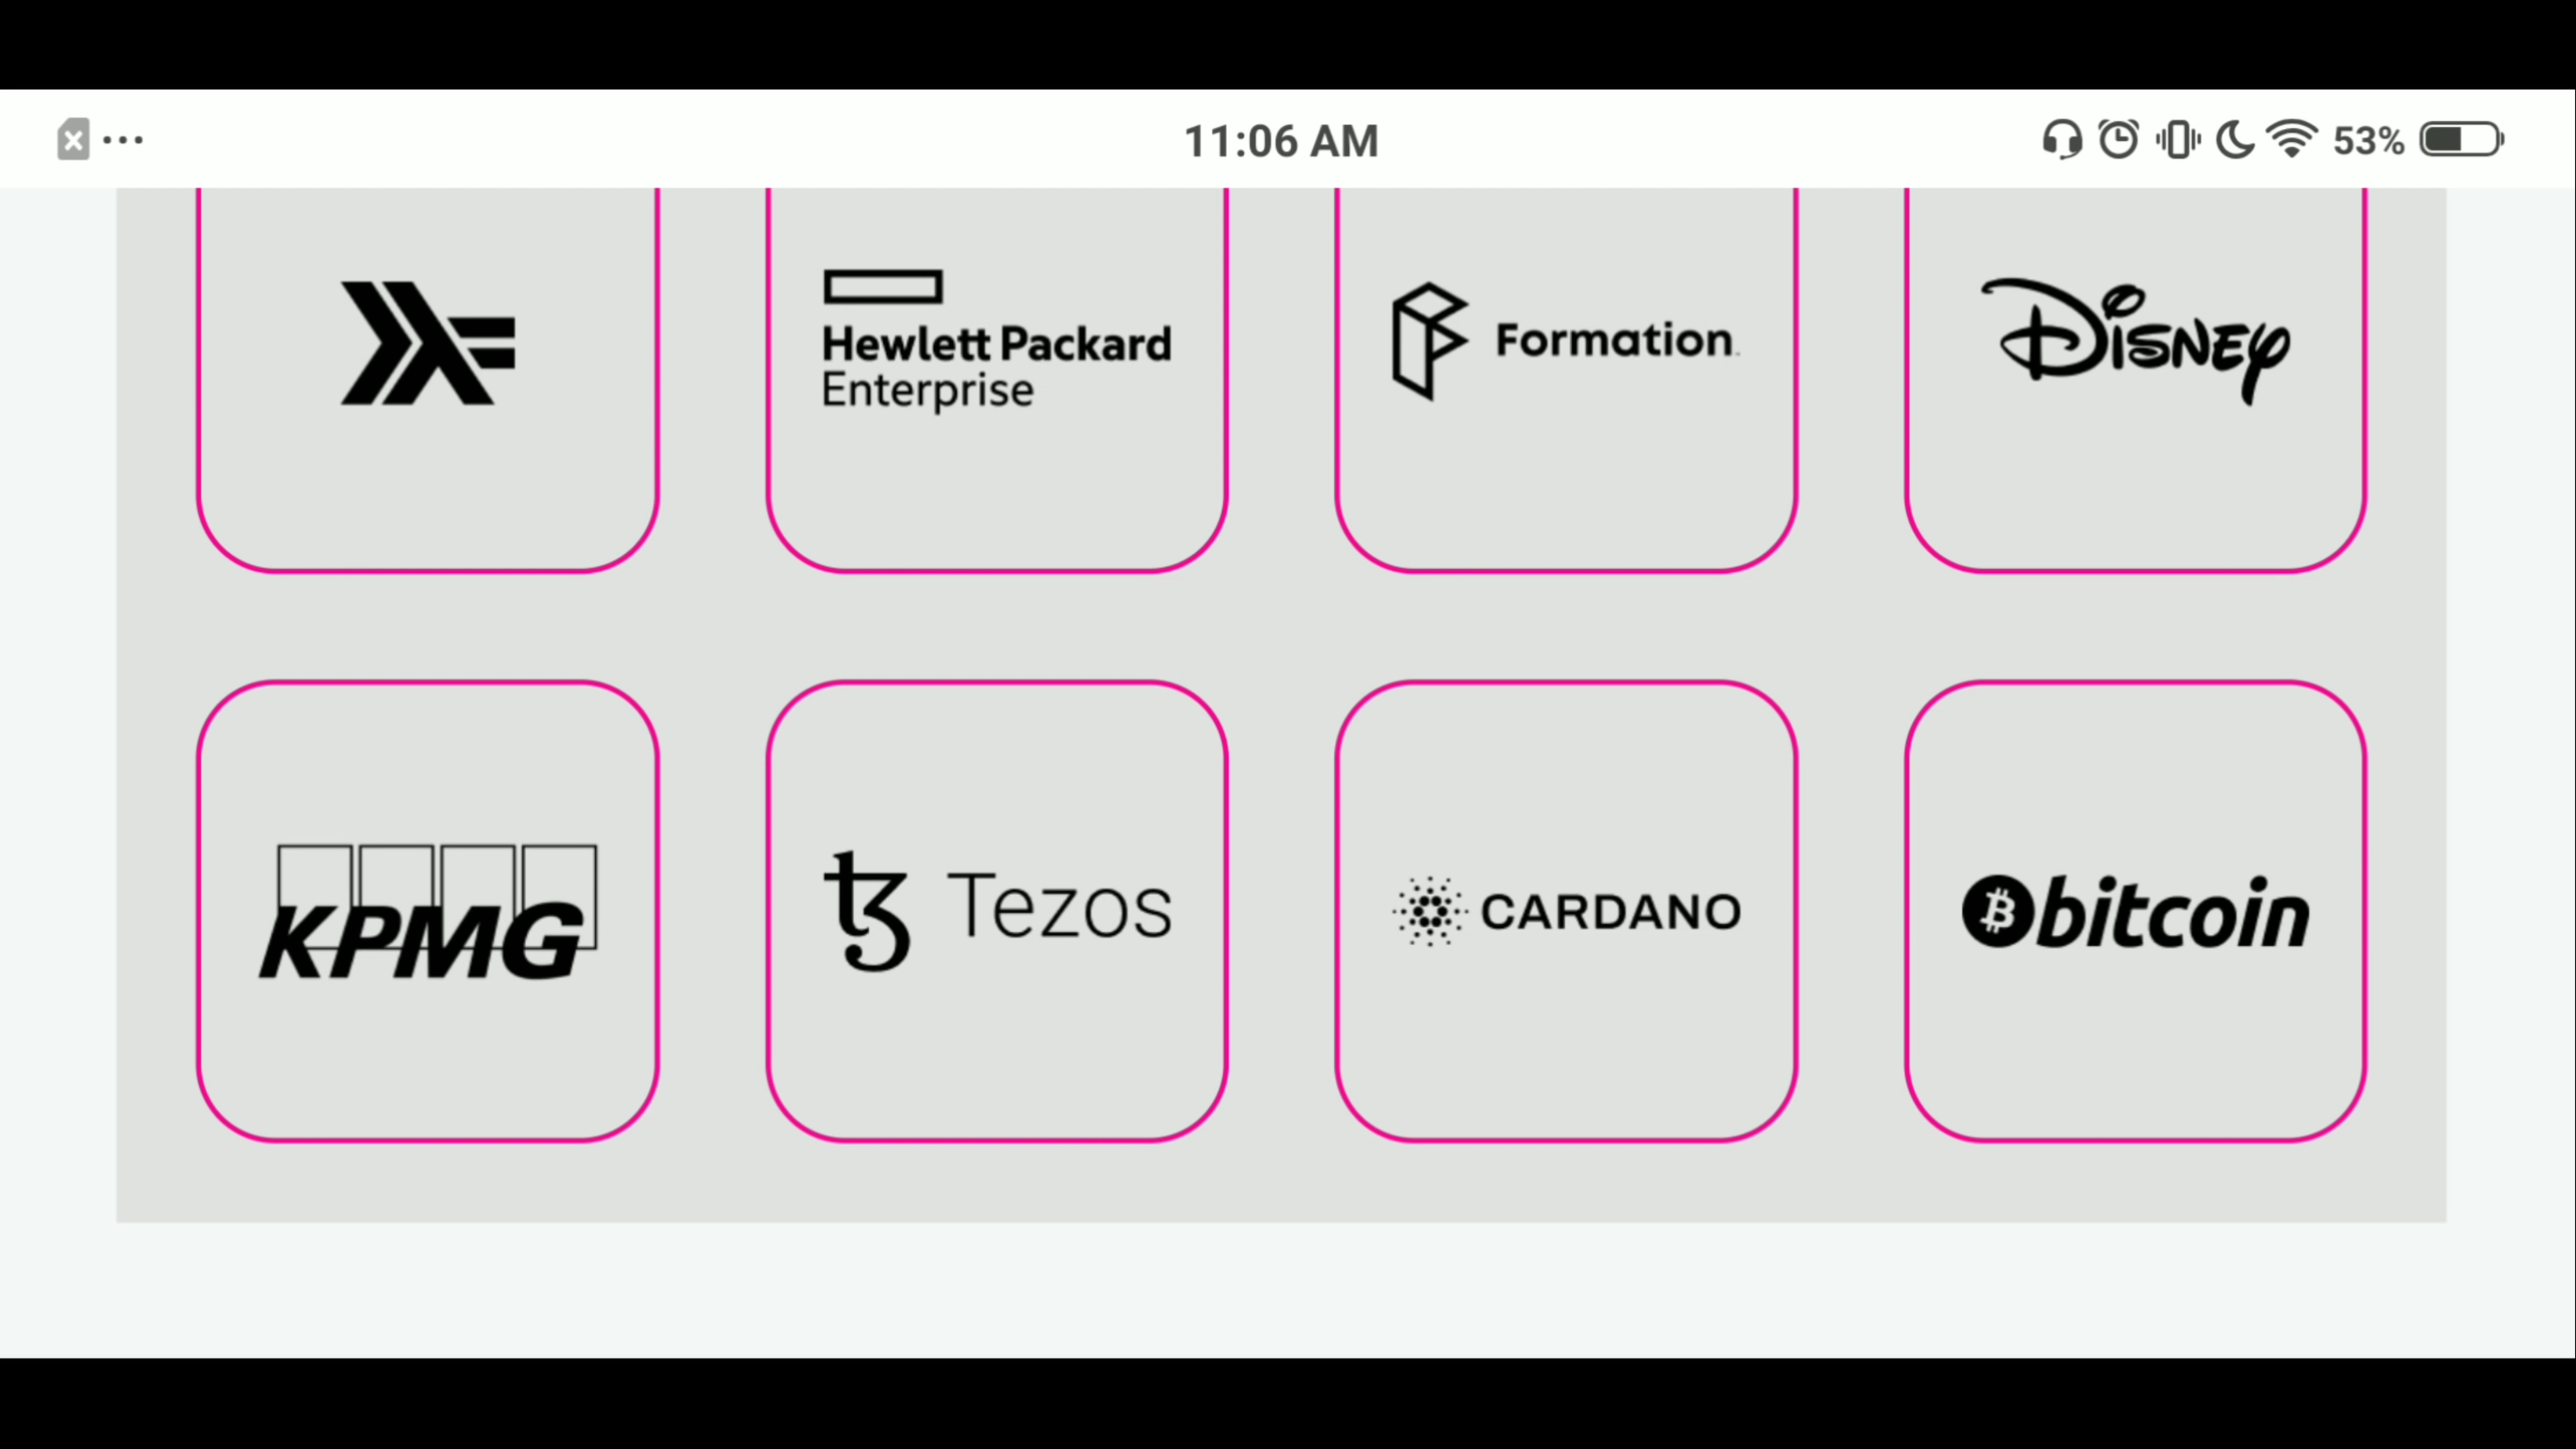 11:06 AM
53%
Hewlett Packard
Enterprise
Formation
Disney
KPMG
Tezos
CARDANO
bitcoin